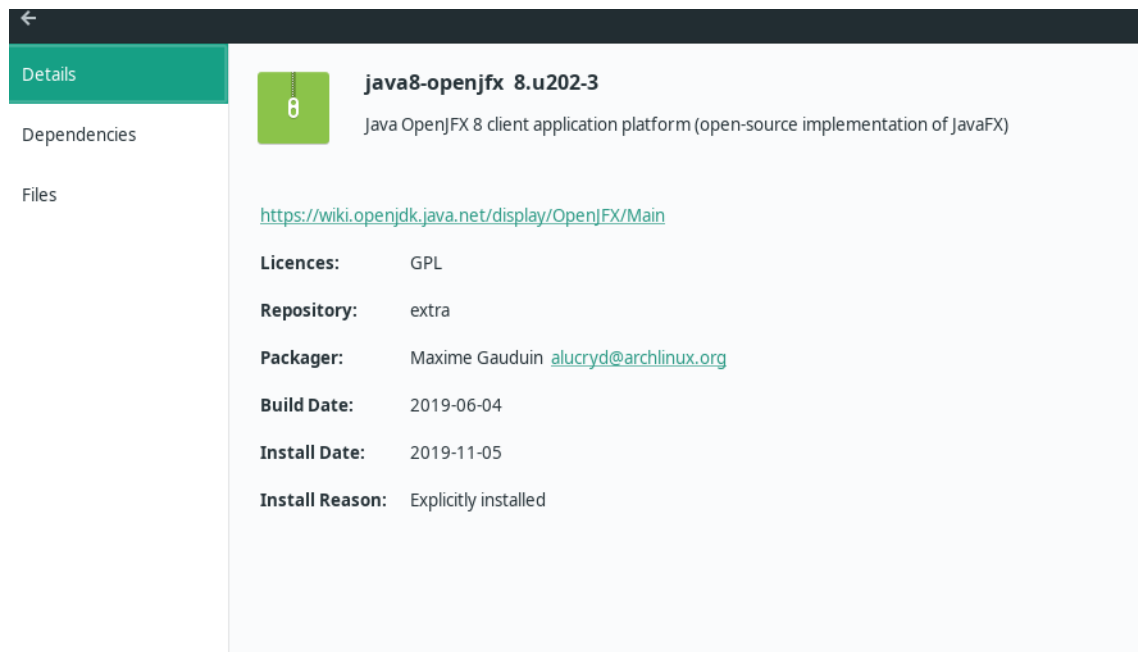 Details
Dependencies
Files
java8-openjfx 8.u202-3
Java OpenJFX 8 client application platform (open-source implementation of JavaFX)
https://wiki.openjdk.java.net/display/OpenJFX/Main
Licences: GPL
Repository: extra
Packager: Maxime Gauduin alucryd@archlinux.org
Build Date: 2019-06-04
Install Date: 2019-11-05
Install Reason: Explicitly installed